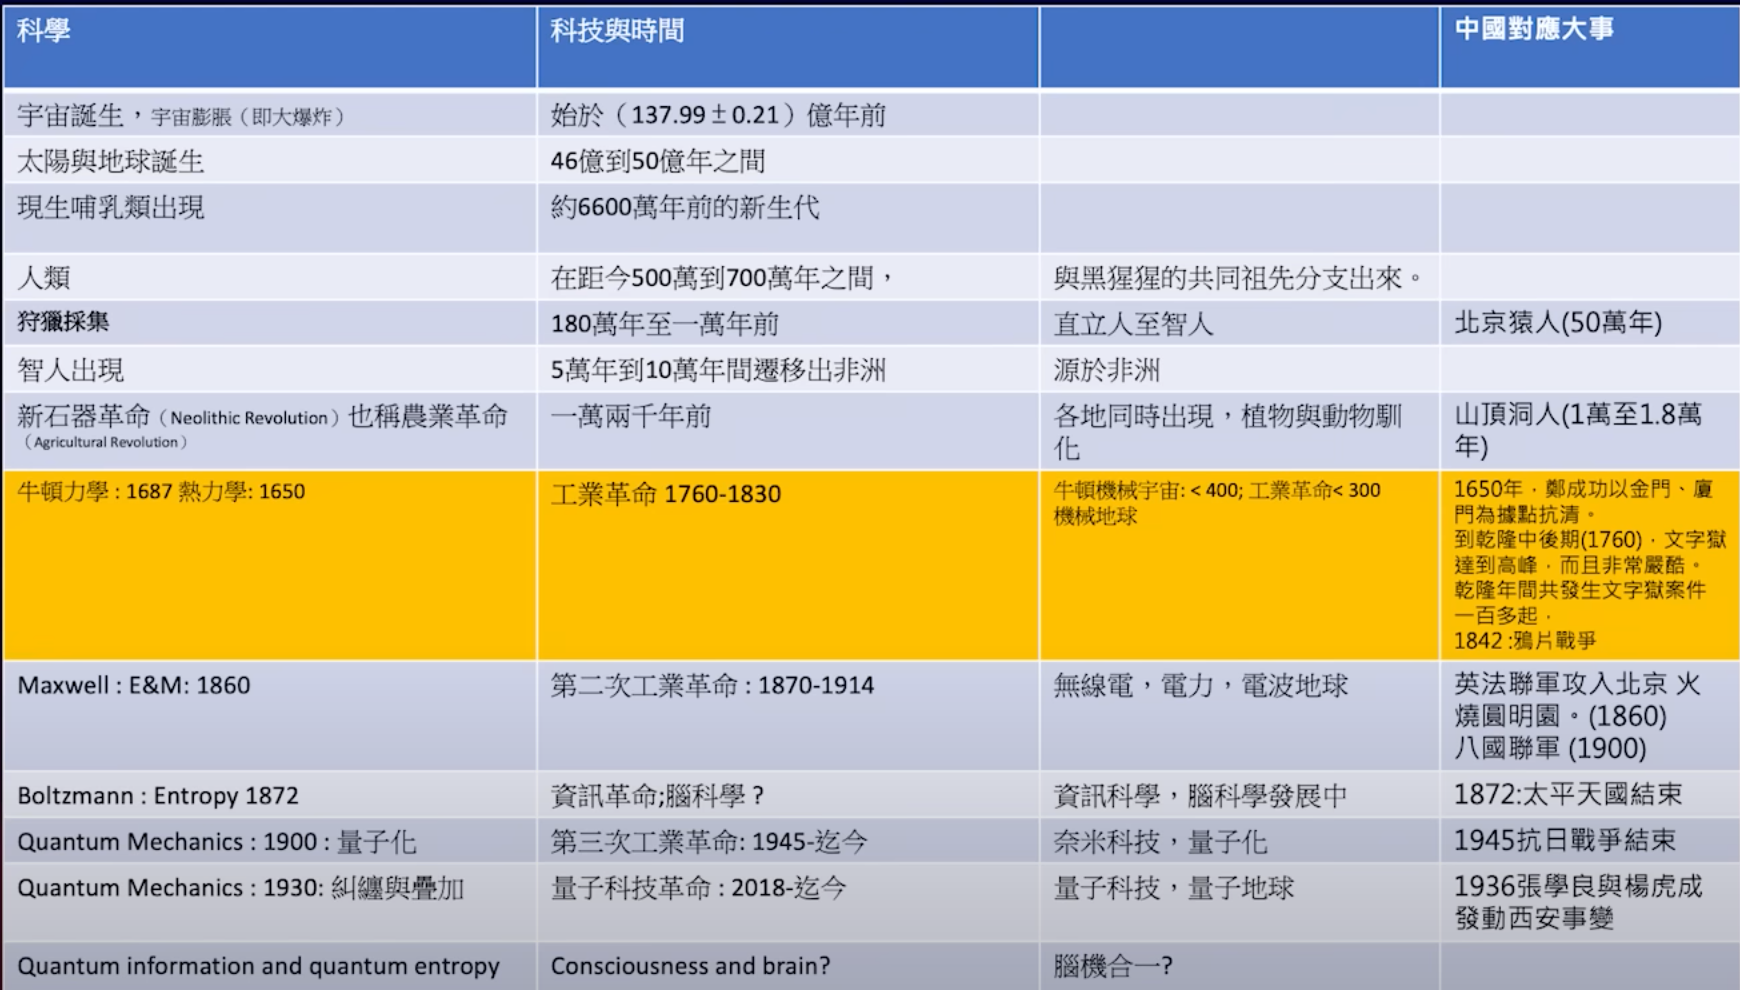 科學
科技與時間
中國對應大事
宇宙誕生，宇宙膨脹（即大爆炸）
始於（137.99 ± 0.21）億年前
太陽與地球誕生
46億到50億年之間
現生哺乳類出現
約6600萬年前的新生代
人類
在距今500萬到700萬年之間，
與黑猩猩的共同祖先分支出來。
狩獵採集
180萬年至一萬年前
直立人至智人
北京猿人(50萬年)
智人出現
5萬年到10萬年間遷移出非洲
源於非洲
新石器革命（Neolithic Revolution）也稱農業革命
（Agricultural Revolution）
一萬兩千年前
各地同時出現，植物與動物馴
化
山頂洞人(1萬至1.8萬
年)
牛頓力學 : 1687 熱力學: 1650
工業革命 1760-1830
牛頓機械宇宙: < 400; 工業革命< 300
機械地球
1650年，鄭成功以金門、廈
門為據點抗清。
到乾隆中後期(1760)，文字獄
達到高峰，而且非常嚴酷。
乾隆年間共發生文字獄案件
一百多起，
1842 :鴉片戰爭
Maxwell : E&M: 1860
第二次工業革命 : 1870-1914
無線電，電力，電波地球
英法聯軍攻入北京 火
燒圓明園。(1860)
八國聯軍 (1900)
Boltzmann : Entropy 1872
資訊革命;腦科學？
資訊科學，腦科學發展中
1872:太平天國結束
Quantum Mechanics : 1900 : 量子化
第三次工業革命: 1945-迄今
奈米科技，量子化
1945抗日戰爭結束
Quantum Mechanics : 1930: 糾纏與疊加
量子科技革命 : 2018-迄今
量子科技，量子地球
1936張學良與楊虎成
發動西安事變
Quantum information and quantum entropy
Consciousness and brain?
腦機合一?